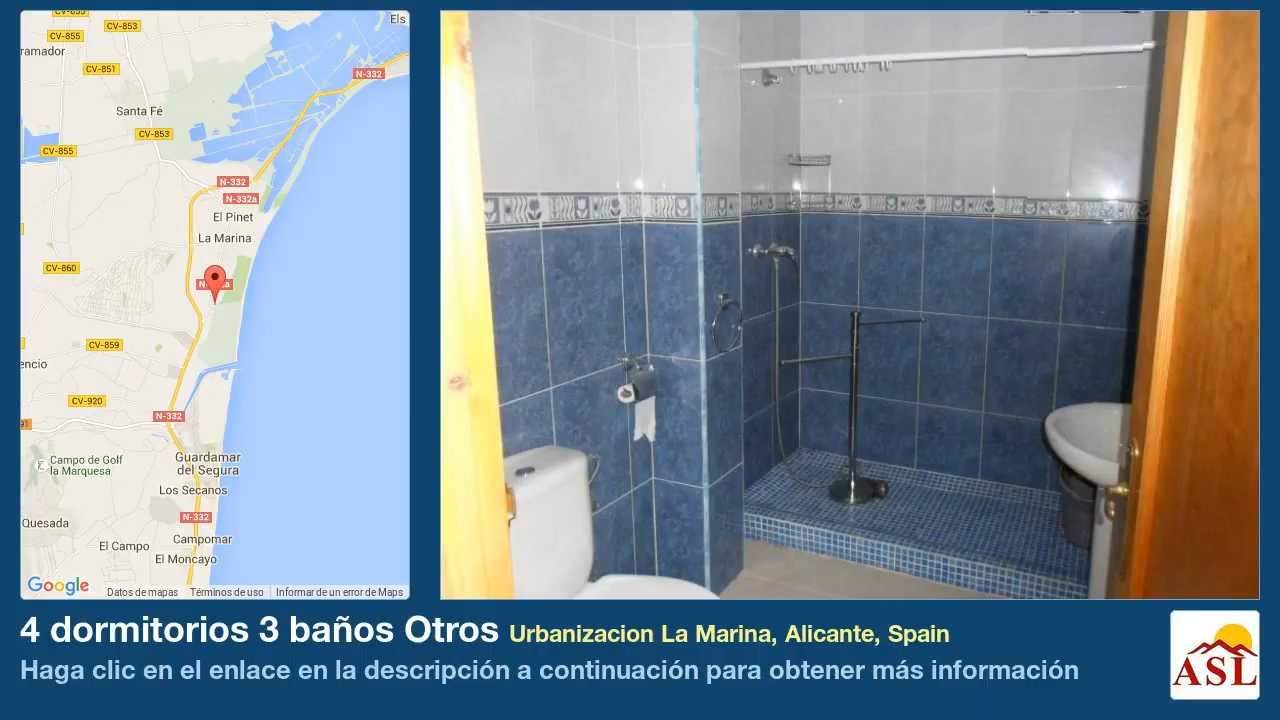 Els
CV-853
CV-855
ramador
CV-851
N-332
Santa Fé
CV-853
CV-855
N-332
N-332a
El Pinet
La Marina
CV-860
CV-859
encio
CV-920
N-332
Campo de Golf
la Marquesa
Guardamar
del Segura
Los Secanos
N-332
Quesada
Campomar
El Campo
El Moncayo
Google
Datos de mapas
Términos de uso
Informar de un error de Maps
4 dormitorios 3 baños Otros Urbanizacion La Marina, Alicante, Spain
Haga clic en el enlace en la descripción a continuación para obtener más información
ASL